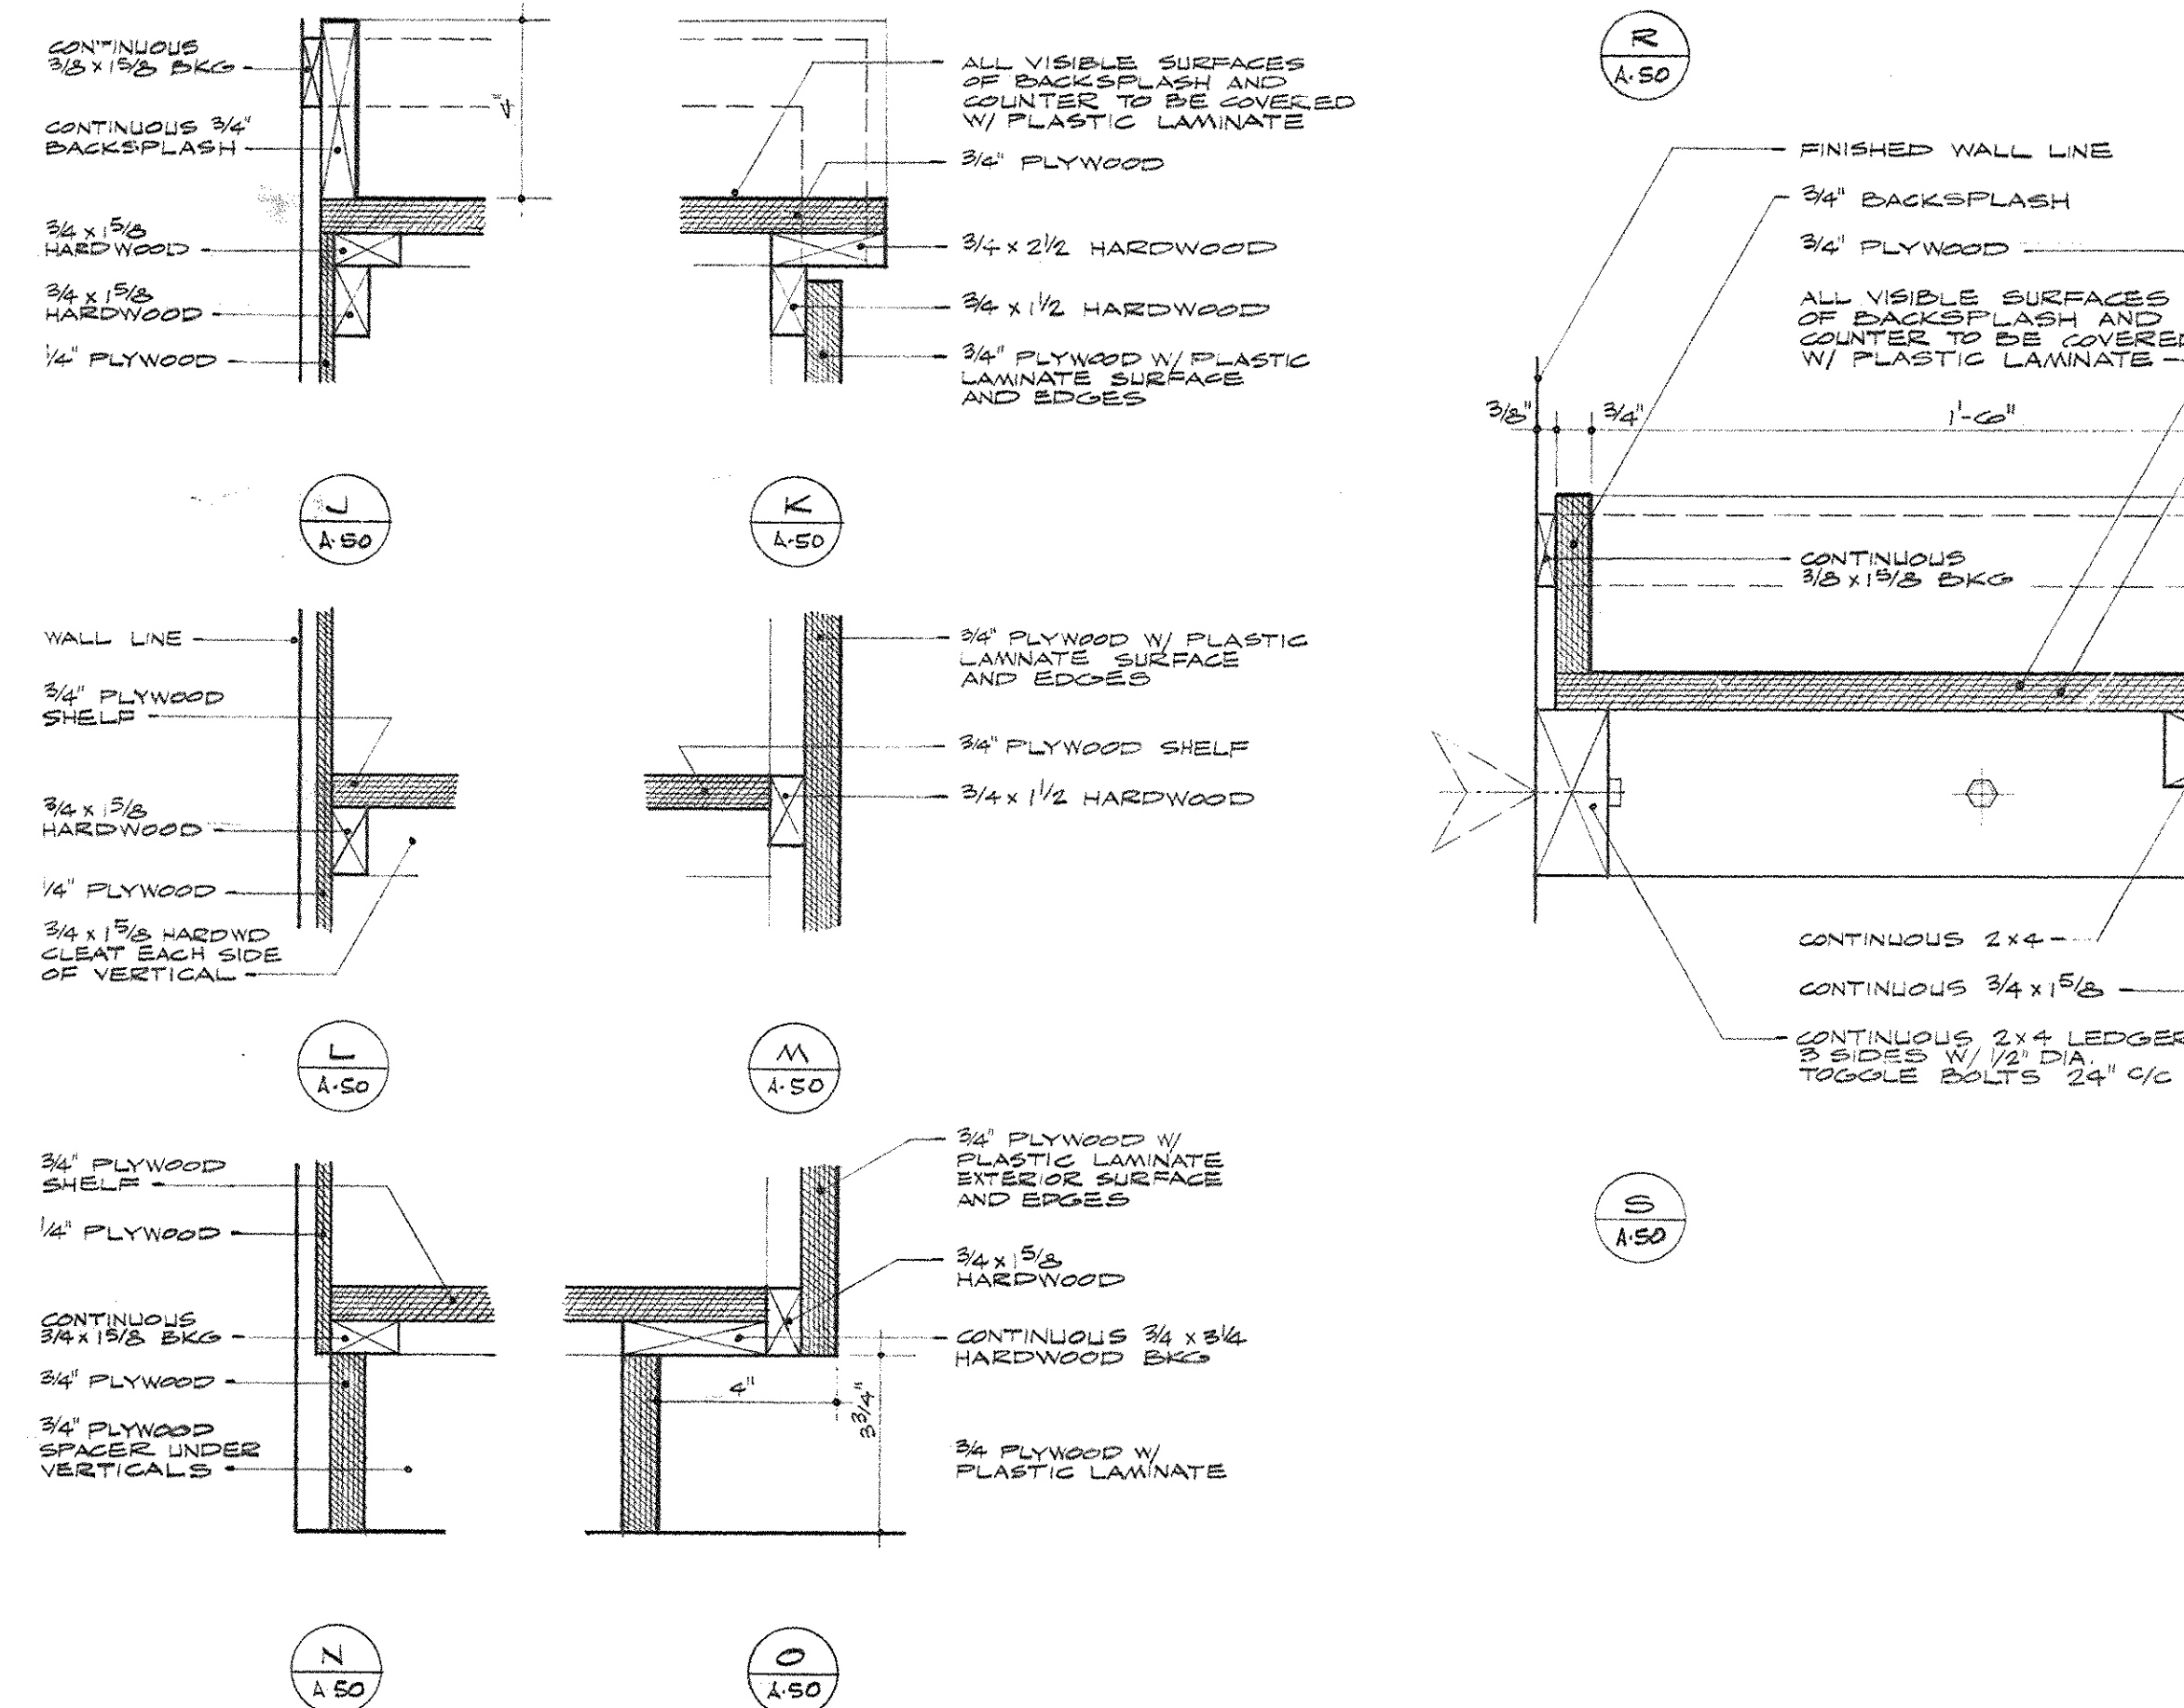 CONTINUOUS
3/8 x 1 5/8 BKG
CONTINUOUS 3/4"
BACKSPLASH
3/4 x 1 5/8
HARDWOOD
3/4 x 1 5/8
HARDWOOD
1/4" PLYWOOD
4"
ALL VISIBLE SURFACES
OF BACKSPLASH AND
COUNTER TO BE COVERED
W/ PLASTIC LAMINATE
3/4" PLYWOOD
3/4 x 2 1/2 HARDWOOD
3/4 x 1 1/2 HARDWOOD
3/4" PLYWOOD W/ PLASTIC
LAMINATE SURFACE
AND EDGES
J
A·50
K
A·50
WALL LINE
3/4" PLYWOOD
SHELF
3/4 x 1 5/8
HARDWOOD
1/4" PLYWOOD
3/4 x 1 5/8 HARDWD
CLEAT EACH SIDE
OF VERTICAL
3/4" PLYWOOD W/ PLASTIC
LAMINATE SURFACE
AND EDGES
3/4" PLYWOOD SHELF
3/4 x 1 1/2 HARDWOOD
L
A·50
M
A·50
3/4" PLYWOOD
SHELF
1/4" PLYWOOD
CONTINUOUS
3/4 x 1 5/8 BKG
3/4" PLYWOOD
3/4" PLYWOOD
SPACER UNDER
VERTICALS
3/4" PLYWOOD W/
PLASTIC LAMINATE
EXTERIOR SURFACE
AND EDGES
3/4 x 1 5/8
HARDWOOD
CONTINUOUS 3/4 x 3 1/4
HARDWOOD BKG
4"
3 3/4"
3/4 PLYWOOD W/
PLASTIC LAMINATE
N
A·50
O
A·50
R
A·50
FINISHED WALL LINE
3/4" BACKSPLASH
3/4" PLYWOOD
ALL VISIBLE SURFACES
OF BACKSPLASH AND
COUNTER TO BE COVERED
W/ PLASTIC LAMINATE
3/8"
3/4"
1'-6"
CONTINUOUS
3/8 x 1 5/8 BKG
CONTINUOUS 2x4
CONTINUOUS 3/4 x 1 5/8
CONTINUOUS 2x4 LEDGER
3 SIDES W/ 1/2" DIA.
TOGGLE BOLTS 24" C/C
S
A·50